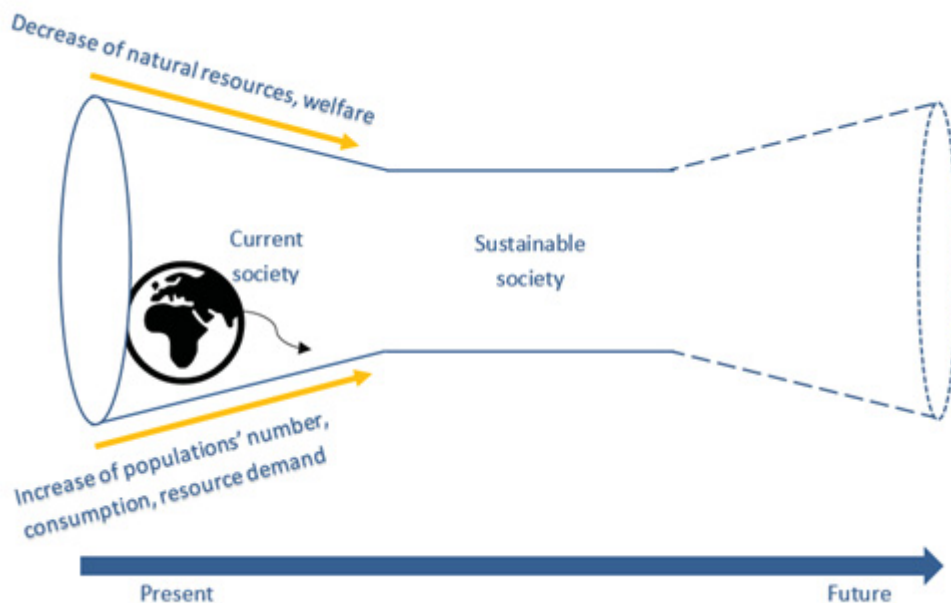 Decrease of natural resources, welfare
Current
society
Sustainable
society
Increase of populations' number,
consumption, resource demand
Present
Future